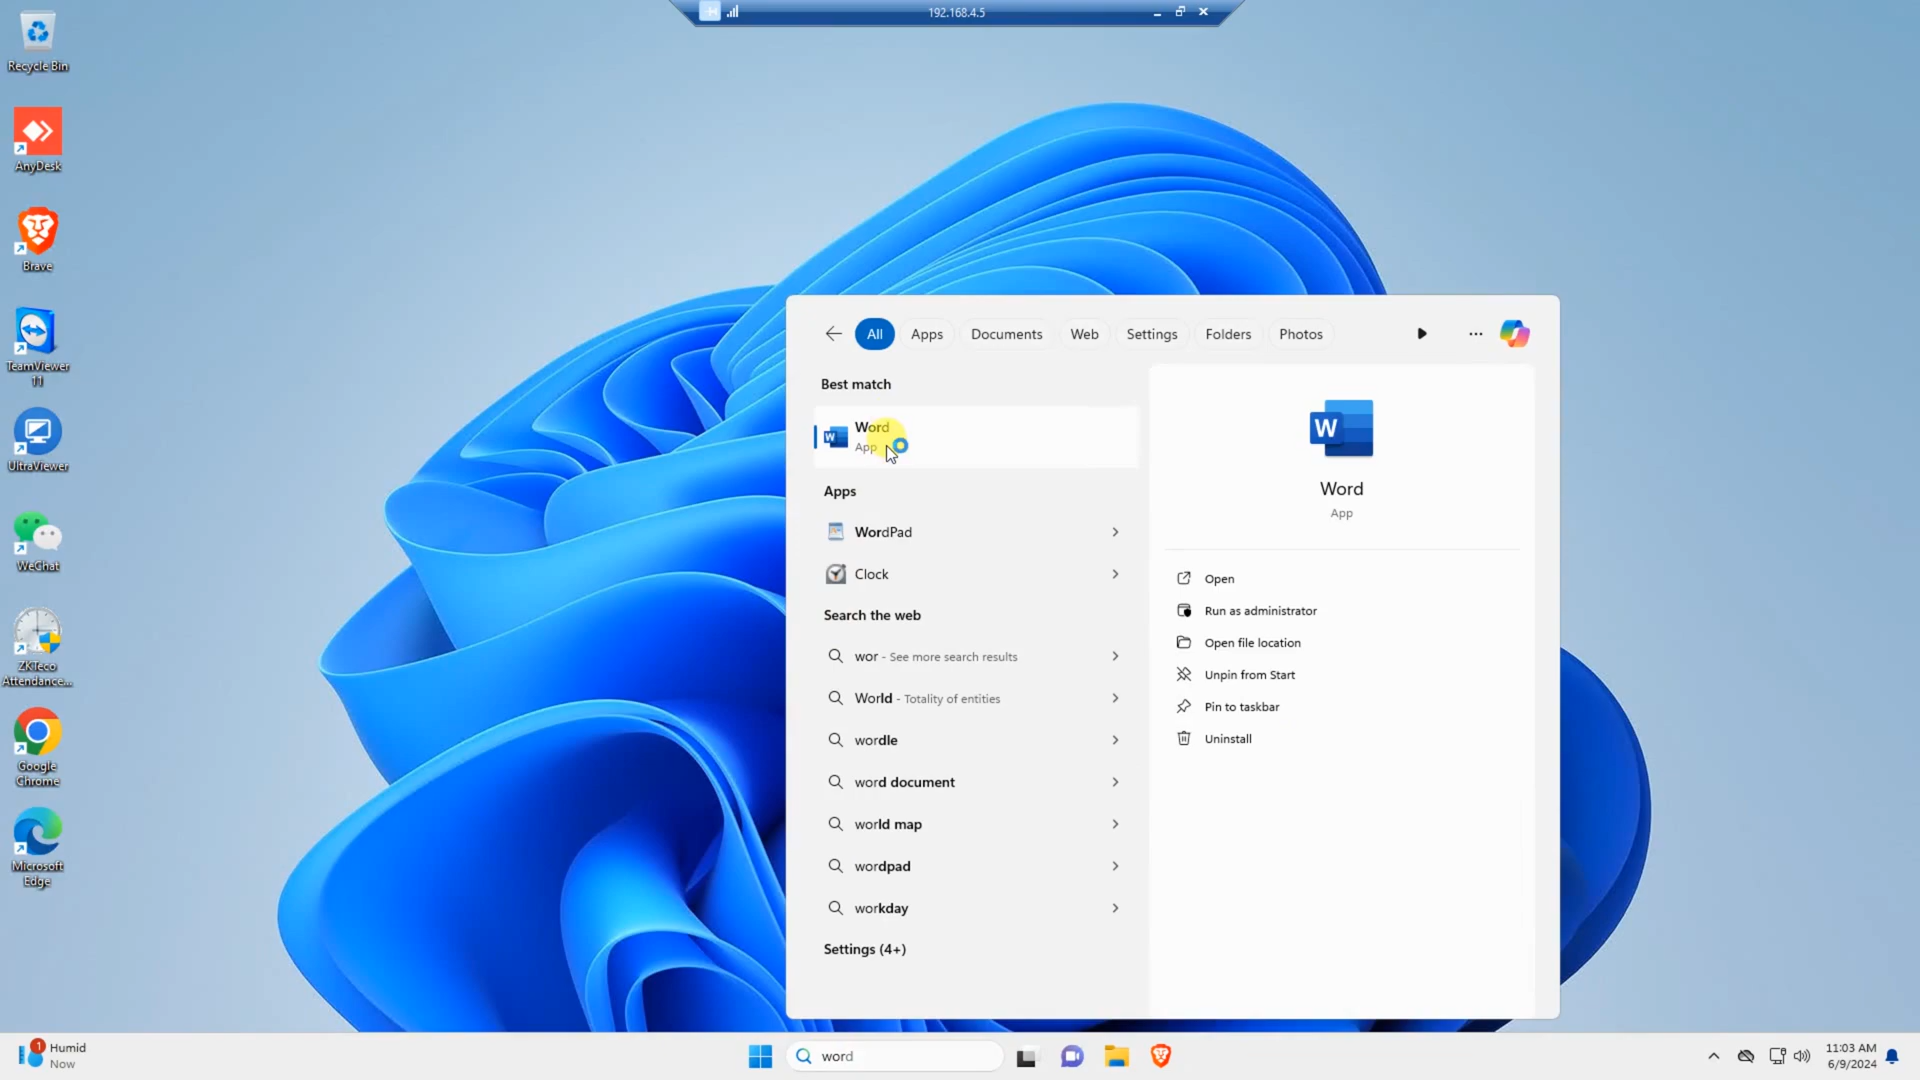 192.168.4.5
Recycle Bin
AnyDesk
Brave
TeamViewer
11
UltraViewer
WeChat
ZKTeco
Attendance...
Google
Chrome
Microsoft
Edge
All
Apps
Documents
Web
Settings
Folders
Photos
Best match
Word
App
Apps
WordPad
Clock
Search the web
wor - See more search results
World - Totality of entities
wordle
word document
world map
wordpad
workday
Settings (4+)
W
Word
App
Open
Run as administrator
Open file location
Unpin from Start
Pin to taskbar
Uninstall
1
Humid
Now
word
11:03 AM
6/9/2024